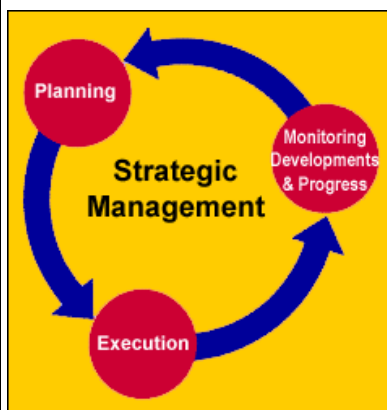 Planning
Monitoring
Developments
& Progress
Strategic
Management
Execution